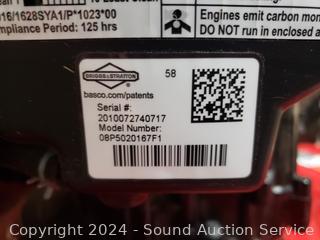 16/1628SYA1/P*1023*00
mpliance Period: 125 hrs
Engines emit carbon mono
DO NOT run in enclosed a
BRIGGS&STRATTON
58
basco.com/patents
Serial #:
2010072740717
Model Number:
08P5020167F1
Copyright 2024 - Sound Auction Service